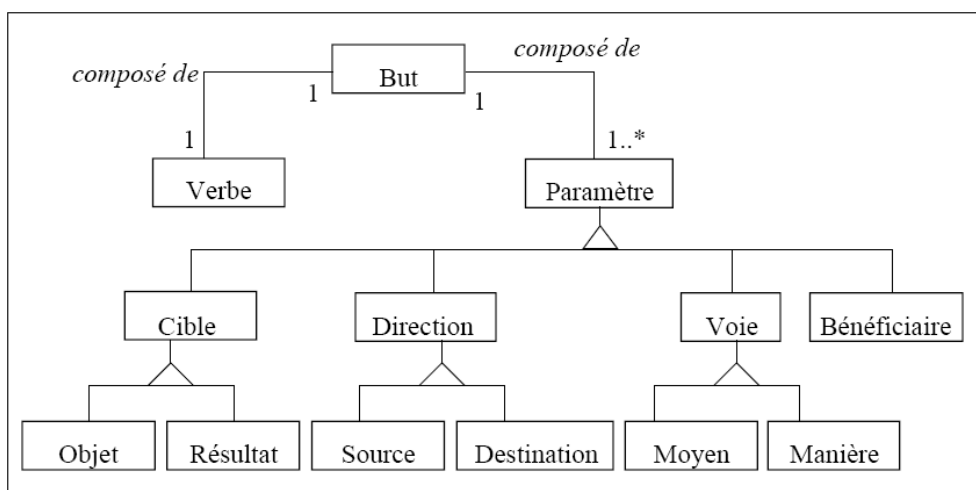 composé de
But
composé de
1
1
1
1..*
Verbe
Paramètre
Cible
Direction
Voie
Bénéficiaire
Objet
Résultat
Source
Destination
Moyen
Manière